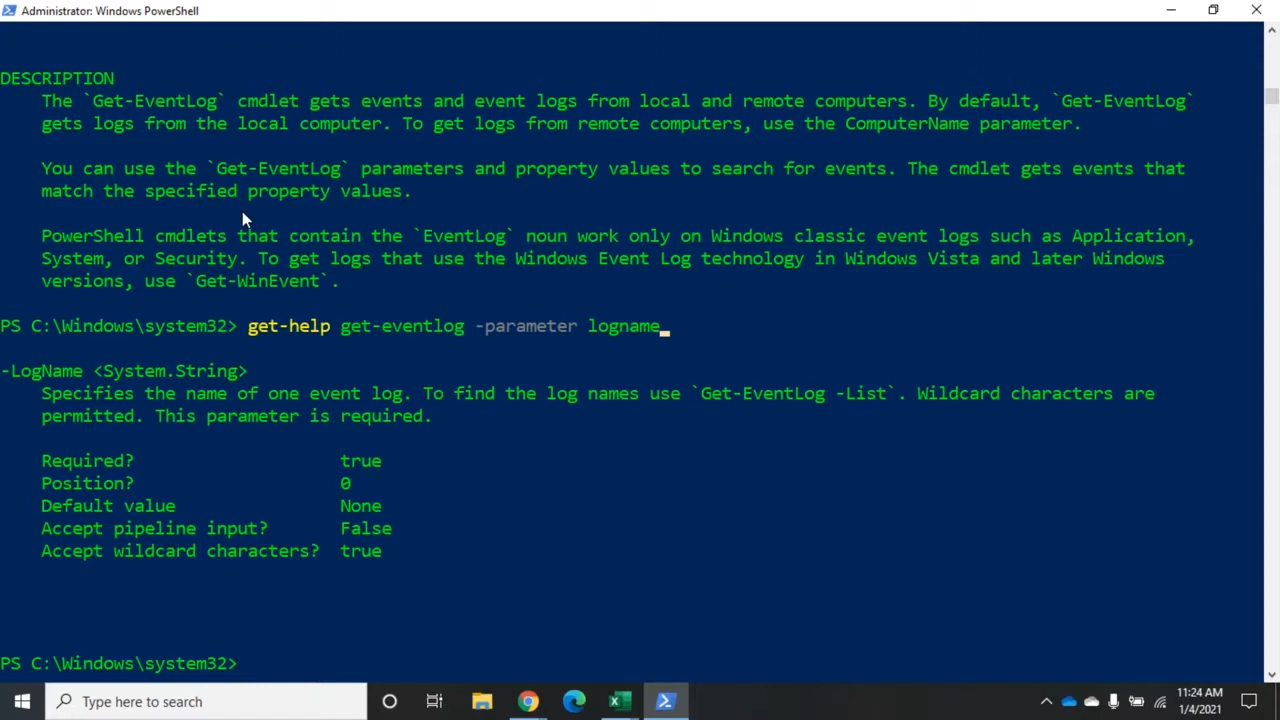 Administrator: Windows PowerShell
DESCRIPTION
The `Get-EventLog` cmdlet gets events and event logs from local and remote computers. By default, `Get-EventLog`
gets logs from the local computer. To get logs from remote computers, use the ComputerName parameter.
You can use the `Get-EventLog` parameters and property values to search for events. The cmdlet gets events that
match the specified property values.
PowerShell cmdlets that contain the `EventLog` noun work only on Windows classic event logs such as Application,
System, or Security. To get logs that use the Windows Event Log technology in Windows Vista and later Windows
versions, use `Get-WinEvent`.
PS C:\Windows\system32> get-help get-eventlog -parameter logname
-LogName <System.String>
Specifies the name of one event log. To find the log names use `Get-EventLog -List`. Wildcard characters are
permitted. This parameter is required.
Required? true
Position? 0
Default value None
Accept pipeline input? False
Accept wildcard characters? true
PS C:\Windows\system32>
Type here to search
11:24 AM
1/4/2021